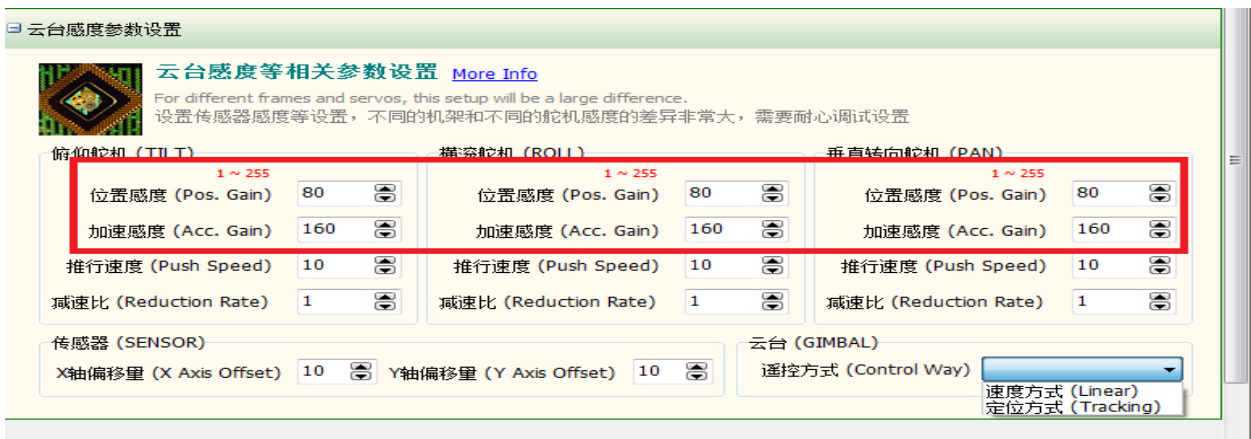 云台感度参数设置
云台感度等相关参数设置 More Info
For different frames and servos, this setup will be a large difference.
设置传感器感度等设置，不同的机架和不同的舵机感度的差异非常大，需要耐心调试设置
俯仰舵机 (TILT) 横滚舵机 (ROLL) 垂直转向舵机 (PAN)
1 ~ 255 1 ~ 255 1 ~ 255
位置感度 (Pos. Gain) 80 位置感度 (Pos. Gain) 80 位置感度 (Pos. Gain) 80
加速感度 (Acc. Gain) 160 加速感度 (Acc. Gain) 160 加速感度 (Acc. Gain) 160
推行速度 (Push Speed) 10 推行速度 (Push Speed) 10 推行速度 (Push Speed) 10
减速比 (Reduction Rate) 1 减速比 (Reduction Rate) 1 减速比 (Reduction Rate) 1
传感器 (SENSOR) 云台 (GIMBAL)
X轴偏移量 (X Axis Offset) 10 Y轴偏移量 (Y Axis Offset) 10 遥控方式 (Control Way)
速度方式 (Linear)
定位方式 (Tracking)